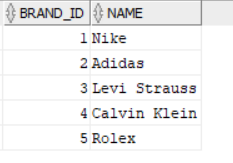 BRAND_ID NAME
1 Nike
2 Adidas
3 Levi Strauss
4 Calvin Klein
5 Rolex